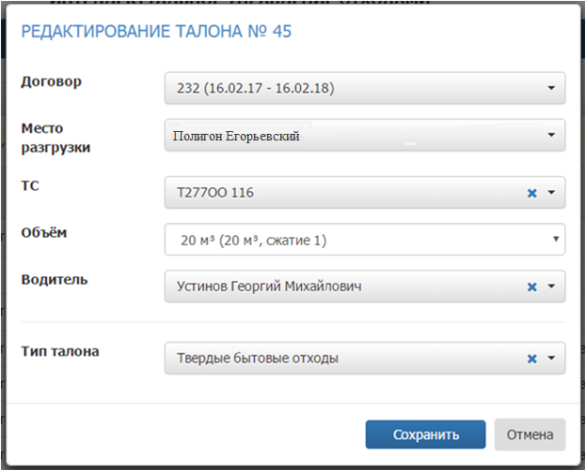 РЕДАКТИРОВАНИЕ ТАЛОНА № 45
Договор
232 (16.02.17 - 16.02.18)
Место
разгрузки
Полигон Егорьевский
ТС
Т277ОО 116
Объём
20 м³ (20 м³, сжатие 1)
Водитель
Устинов Георгий Михайлович
Тип талона
Твердые бытовые отходы
Сохранить
Отмена